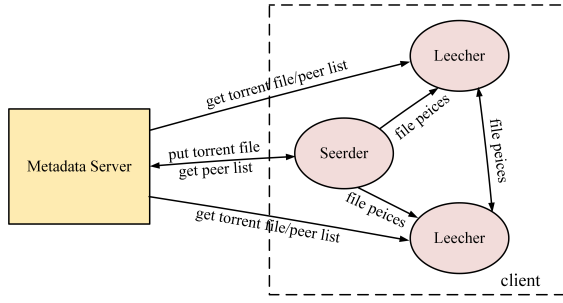 Leecher
get torrent file/peer list
file peices
put torrent file
Metadata Server
Seerder
file peices
get peer list
file peices
get torrent file/peer list
Leecher
client